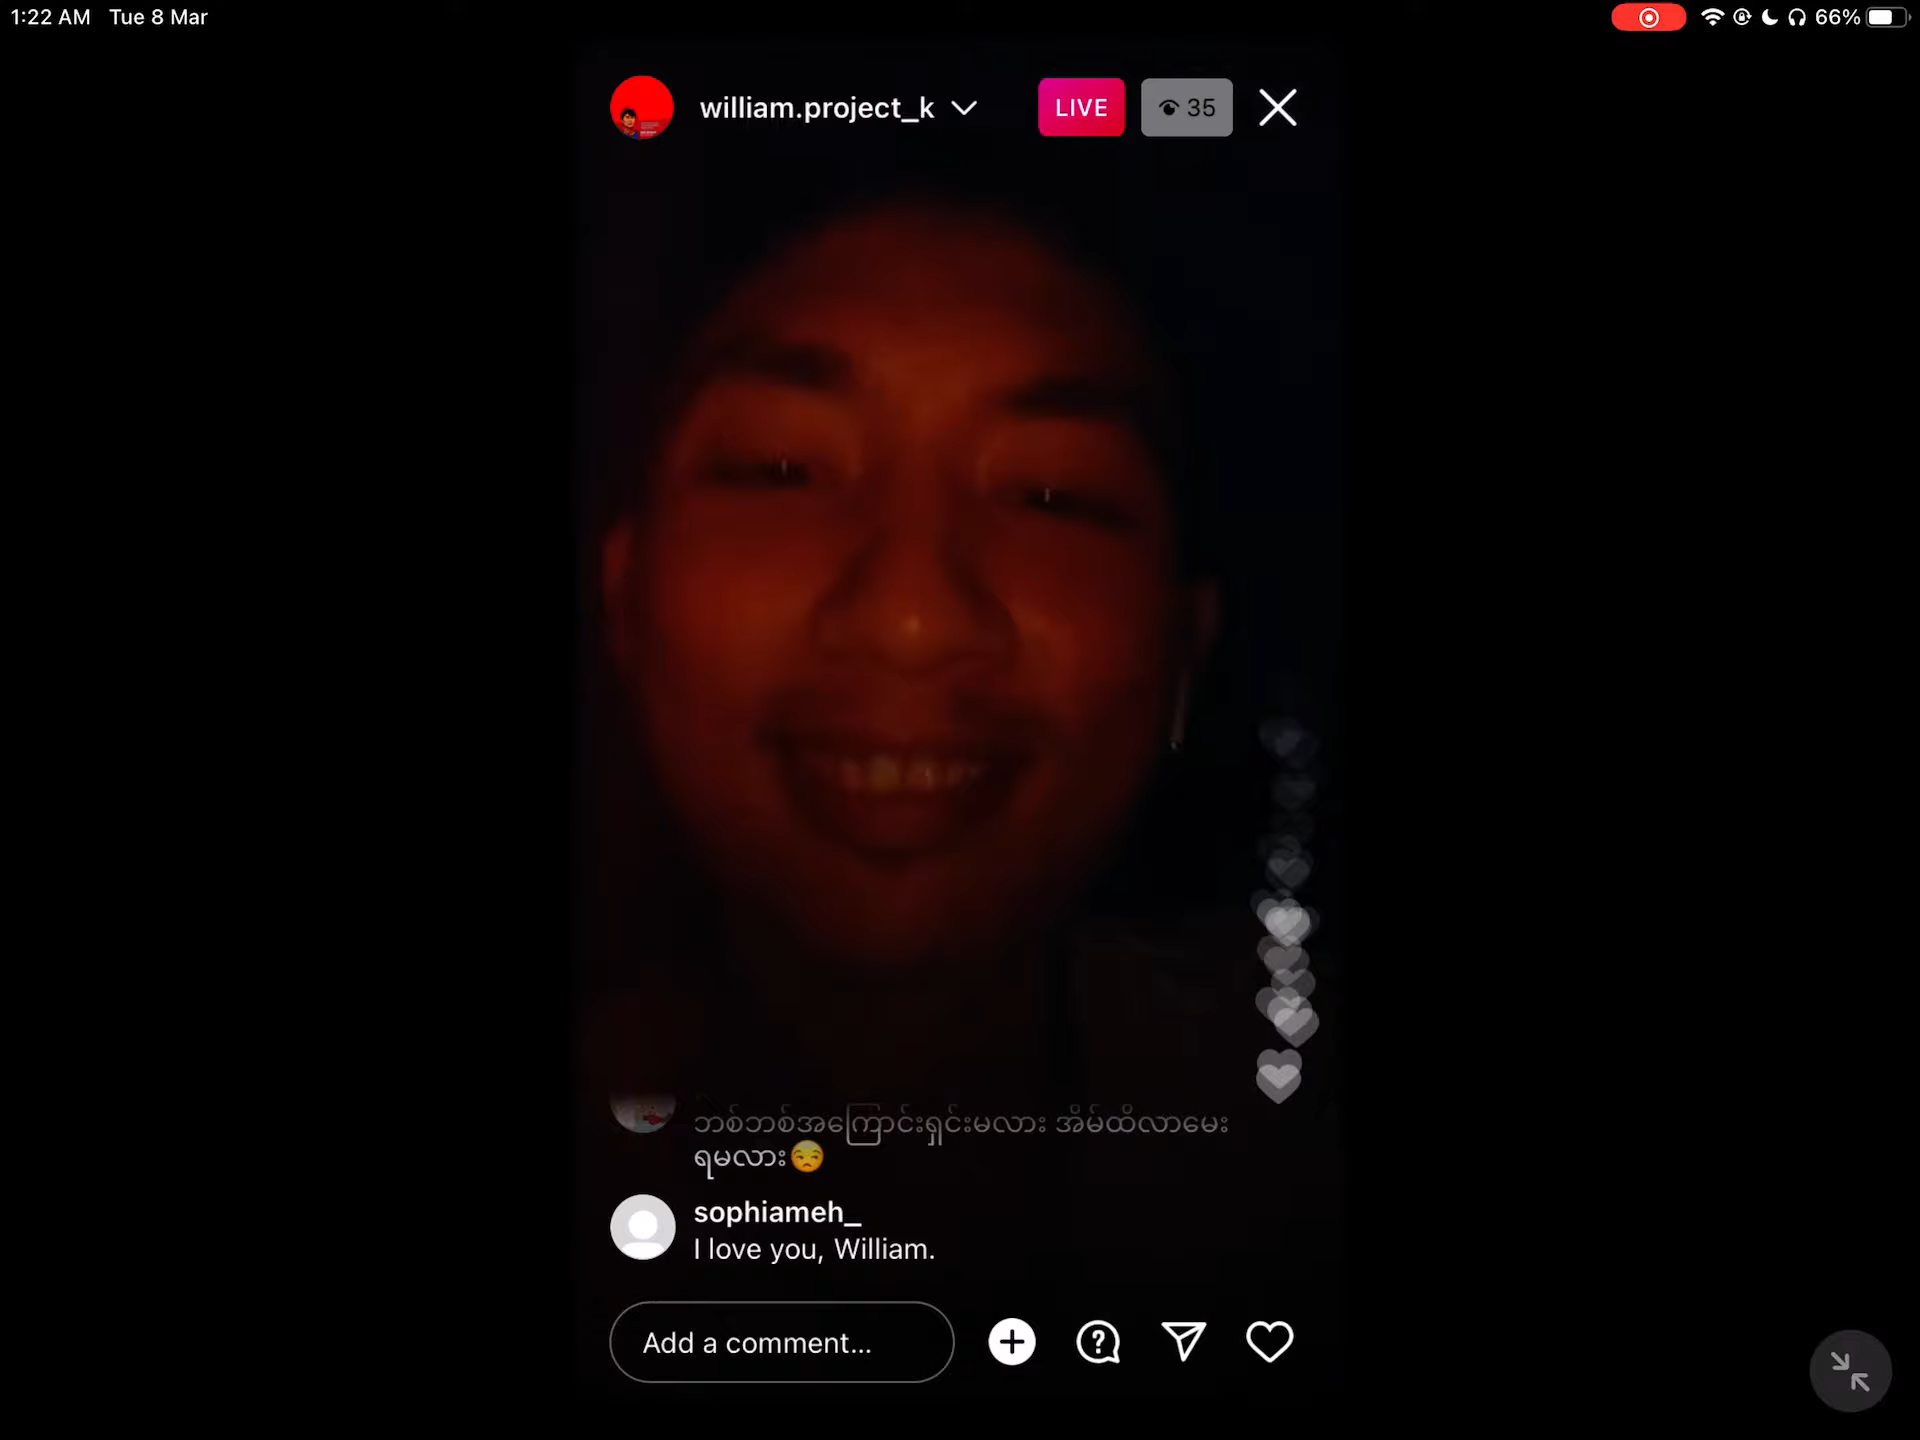 1:22 AM Tue 8 Mar
66%
william.project_k
LIVE
35
ဘစ်ဘစ်အကြောင်းရှင်းမလား အိမ်ထိလာမေး
ရမလား😒
sophiameh_
I love you, William.
Add a comment...